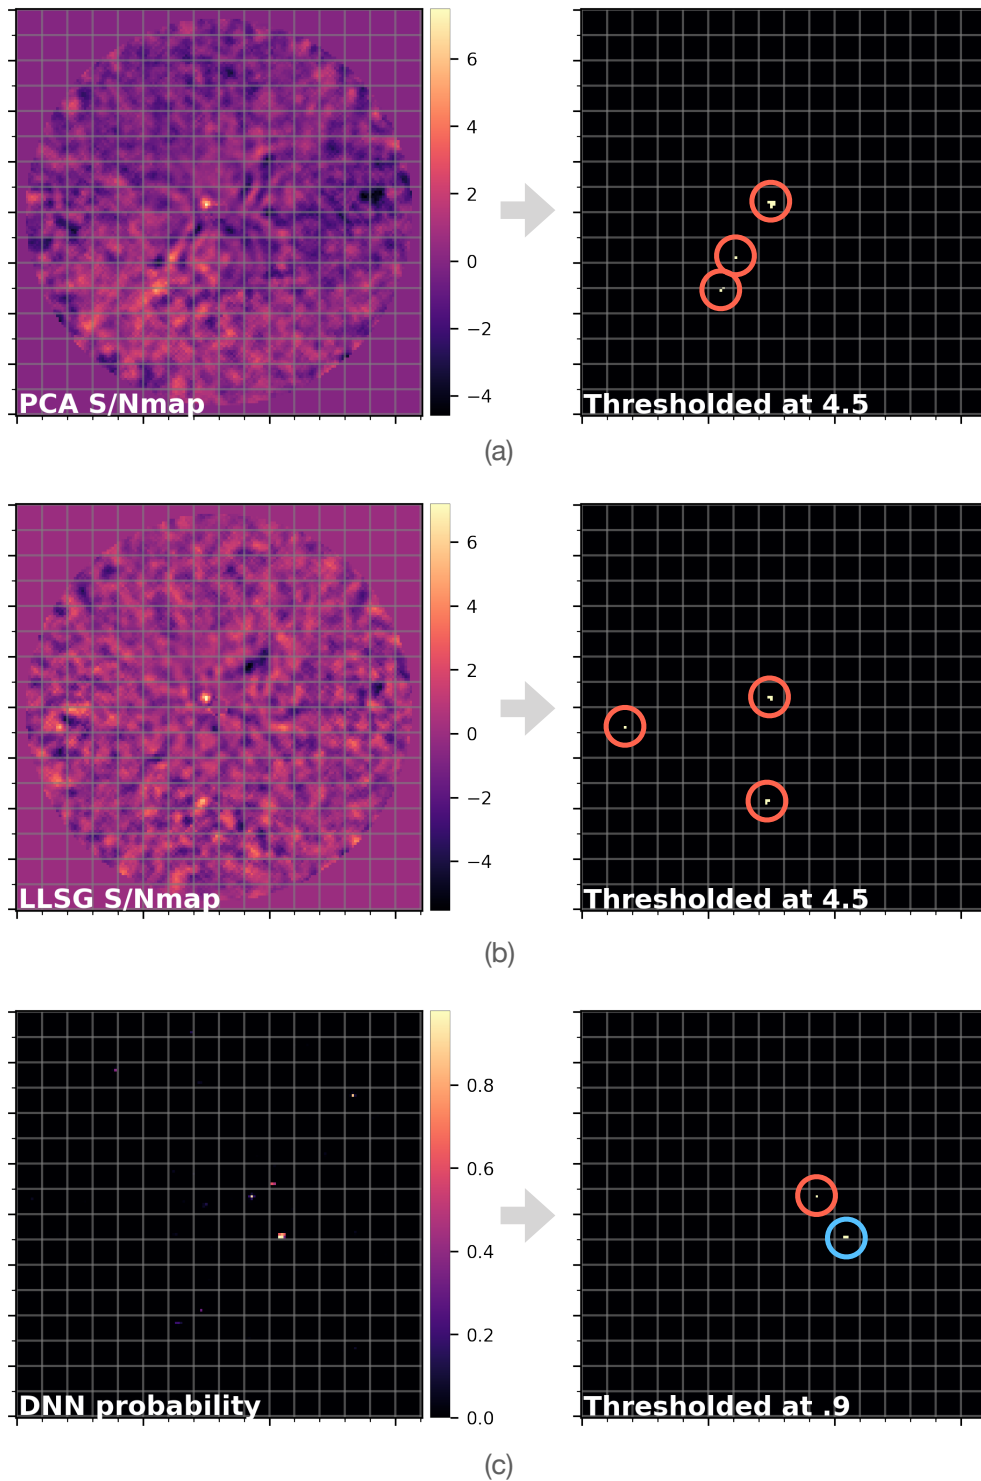 6
4
2
0
−2
−4
PCA S/Nmap
Thresholded at 4.5
(a)
6
4
2
0
−2
−4
LLSG S/Nmap
Thresholded at 4.5
(b)
0.8
0.6
0.4
0.2
0.0
DNN probability
Thresholded at .9
(c)